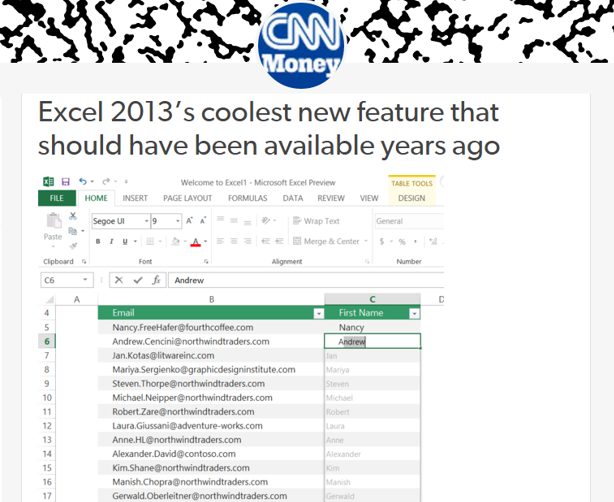 CNN
Money
Excel 2013's coolest new feature that
should have been available years ago
Welcome to Excel1 - Microsoft Excel Preview
TABLE TOOLS
FILE HOME INSERT PAGE LAYOUT FORMULAS DATA REVIEW VIEW DESIGN
Segoe UI 9 A A Wrap Text General
Paste B I U A Merge & Center $ % ,
Clipboard Font Alignment Number
C6 fx Andrew
A B C D
4 Email First Name
5 Nancy.FreeHafer@fourthcoffee.com Nancy
6 Andrew.Cencini@northwindtraders.com Andrew
7 Jan.Kotas@litwareinc.com Jan
8 Mariya.Sergienko@graphicdesigninstitute.com Mariya
9 Steven.Thorpe@northwindtraders.com Steven
10 Michael.Neipper@northwindtraders.com Michael
11 Robert.Zare@northwindtraders.com Robert
12 Laura.Giussani@adventure-works.com Laura
13 Anne.HL@northwindtraders.com Anne
14 Alexander.David@contoso.com Alexander
15 Kim.Shane@northwindtraders.com Kim
16 Manish.Chopra@northwindtraders.com Manish
17 Gerwald.Oberleitner@northwindtraders.com Gerwald